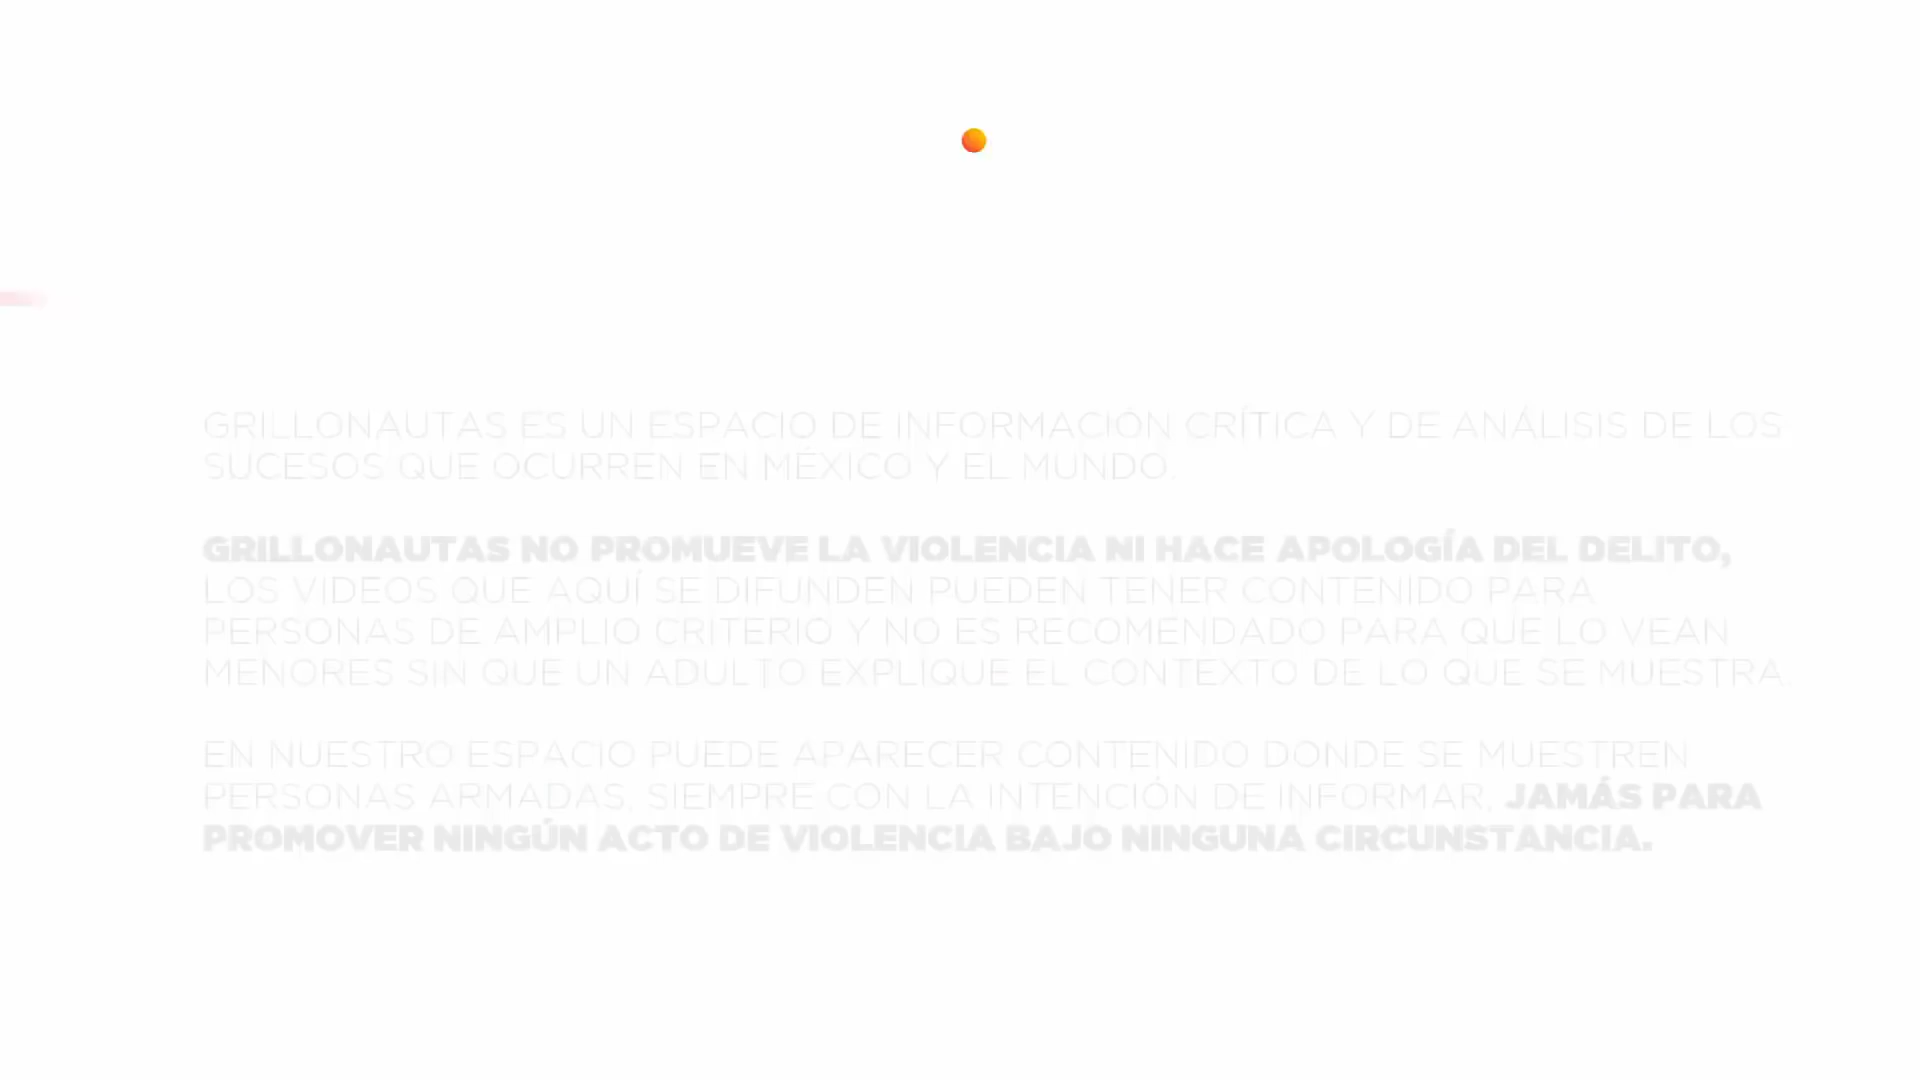 GRILLONAUTAS ES UN ESPACIO DE INFORMACIÓN CRÍTICA Y DE ANÁLISIS DE LOS
SUCESOS QUE OCURREN EN MÉXICO Y EL MUNDO.
GRILLONAUTAS NO PROMUEVE LA VIOLENCIA NI HACE APOLOGÍA DEL DELITO,
LOS VIDEOS QUE AQUÍ SE DIFUNDEN PUEDEN TENER CONTENIDO PARA
PERSONAS DE AMPLIO CRITERIO Y NO ES RECOMENDADO PARA QUE LO VEAN
MENORES SIN QUE UN ADULTO EXPLIQUE EL CONTEXTO DE LO QUE SE MUESTRA.
EN NUESTRO ESPACIO PUEDE APARECER CONTENIDO DONDE SE MUESTREN
PERSONAS ARMADAS, SIEMPRE CON LA INTENCIÓN DE INFORMAR, JAMÁS PARA
PROMOVER NINGÚN ACTO DE VIOLENCIA BAJO NINGUNA CIRCUNSTANCIA.